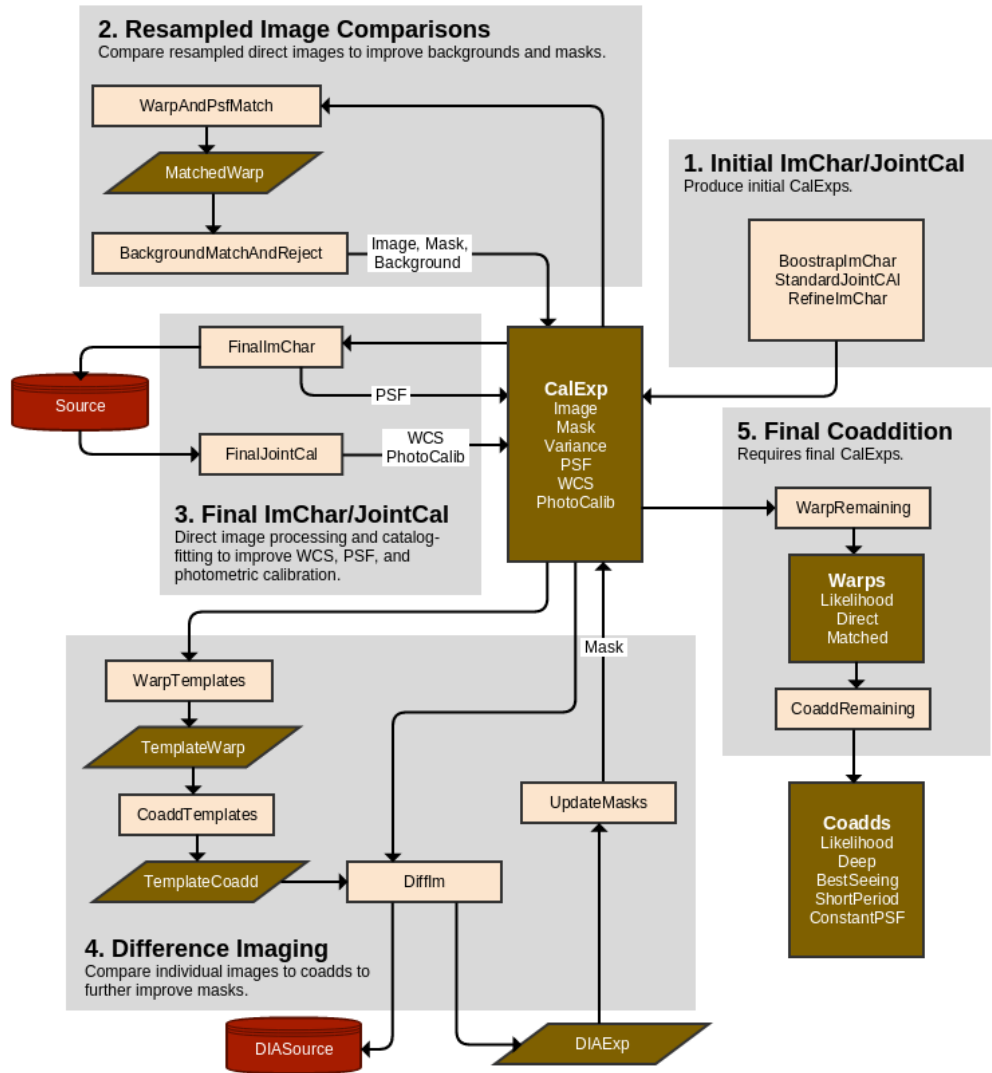 2. Resampled Image Comparisons
Compare resampled direct images to improve backgrounds and masks.
WarpAndPsfMatch
MatchedWarp
BackgroundMatchAndReject
Image, Mask,
Background
1. Initial ImChar/JointCal
Produce initial CalExps.
BoostrapImChar
StandardJointCAl
RefineImChar
FinalImChar
PSF
Source
FinalJointCal
WCS
PhotoCalib
3. Final ImChar/JointCal
Direct image processing and catalog-
fitting to improve WCS, PSF, and
photometric calibration.
CalExp
Image
Mask
Variance
PSF
WCS
PhotoCalib
5. Final Coaddition
Requires final CalExps.
WarpRemaining
Warps
Likelihood
Direct
Matched
CoaddRemaining
Coadds
Likelihood
Deep
BestSeeing
ShortPeriod
ConstantPSF
Mask
WarpTemplates
TemplateWarp
CoaddTemplates
TemplateCoadd
DiffIm
UpdateMasks
4. Difference Imaging
Compare individual images to coadds to
further improve masks.
DIASource
DIAExp